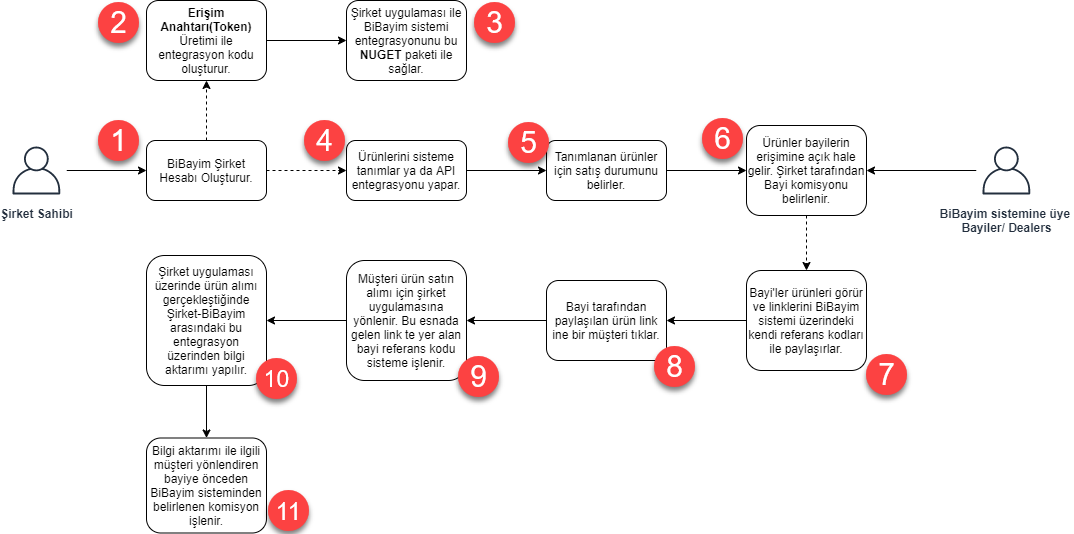 2
Erişim
Anahtarı(Token)
Üretimi ile
entegrasyon kodu
oluşturur.
Şirket uygulaması ile
BiBayim sistemi
entegrasyonunu bu
NUGET paketi ile
sağlar.
3
1
BiBayim Şirket
Hesabı Oluşturur.
4
Ürünlerini sisteme
tanımlar ya da API
entegrasyonu yapar.
5
Tanımlanan ürünler
için satış durumunu
belirler.
6
Ürünler bayilerin
erişimine açık hale
gelir. Şirket tarafından
Bayi komisyonu
belirlenir.
Şirket Sahibi
BiBayim sistemine üye
Bayiler/ Dealers
Bayi'ler ürünleri görür
ve linklerini BiBayim
sistemi üzerindeki
kendi referans kodları
ile paylaşırlar.
7
Bayi tarafından
paylaşılan ürün link
ine bir müşteri tıklar.
8
Müşteri ürün satın
alımı için şirket
uygulamasına
yönlenir. Bu esnada
gelen link te yer alan
bayi referans kodu
sisteme işlenir.
9
Şirket uygulaması
üzerinde ürün alımı
gerçekleştiğinde
Şirket-BiBayim
arasındaki bu
entegrasyon
üzerinden bilgi
aktarımı yapılır.
10
Bilgi aktarımı ile ilgili
müşteri yönlendiren
bayiye önceden
BiBayim sisteminden
belirlenen komisyon
işlenir.
11